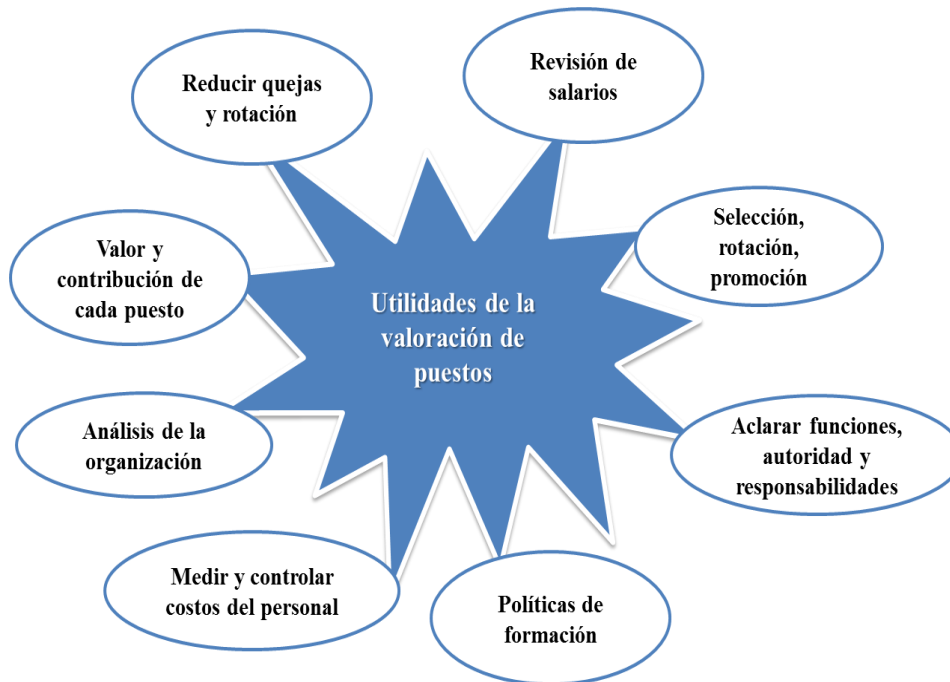 Reducir quejas
y rotación
Revisión de
salarios
Selección,
rotación,
promoción
Valor y
contribución de
cada puesto
Utilidades de la
valoración de
puestos
Aclarar funciones,
autoridad y
responsabilidades
Análisis de la
organización
Medir y controlar
costos del personal
Políticas de
formación